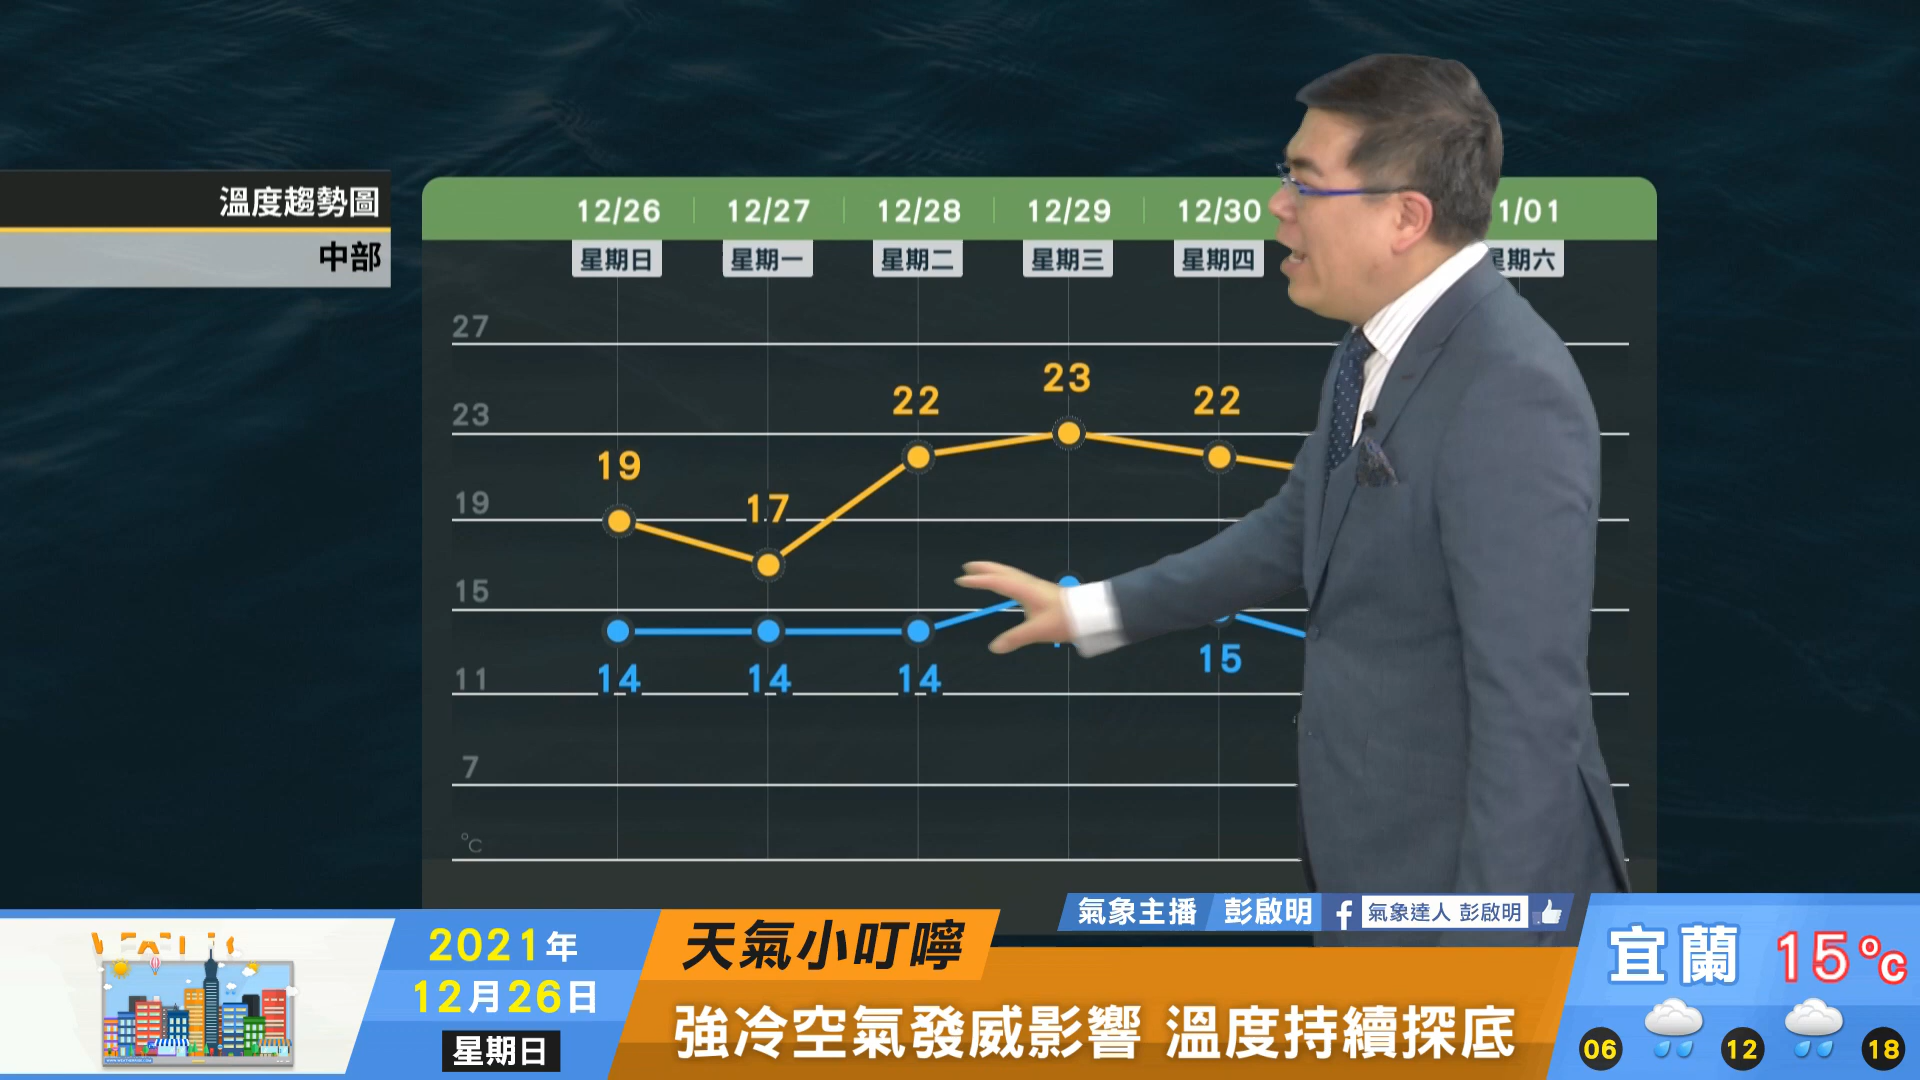 溫度趨勢圖
中部
12/26 12/27 12/28 12/29 12/30 1/01
星期日 星期一 星期二 星期三 星期四 星期六
27
23
19
15
11
7
°C
19 17 22 23 22
14 14 14 15
氣象主播 彭啟明 f 氣象達人 彭啟明
2021年
12月26日
星期日
天氣小叮嚀
強冷空氣發威影響 溫度持續探底
宜蘭 15°C
06 12 18